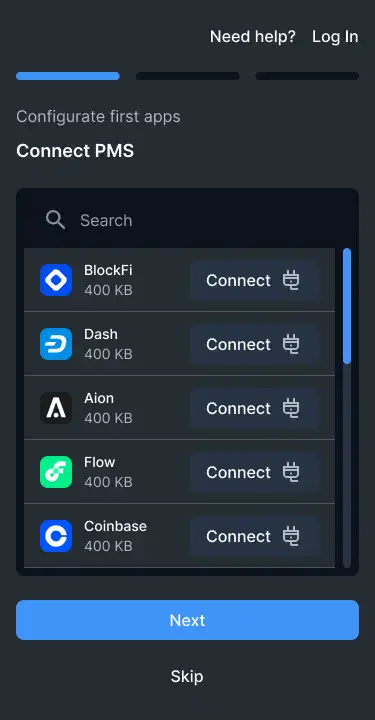 Need help? Log In
Configurate first apps
Connect PMS
Search
BlockFi
400 KB
Connect
Dash
400 KB
Connect
Aion
400 KB
Connect
Flow
400 KB
Connect
Coinbase
400 KB
Connect
Next
Skip